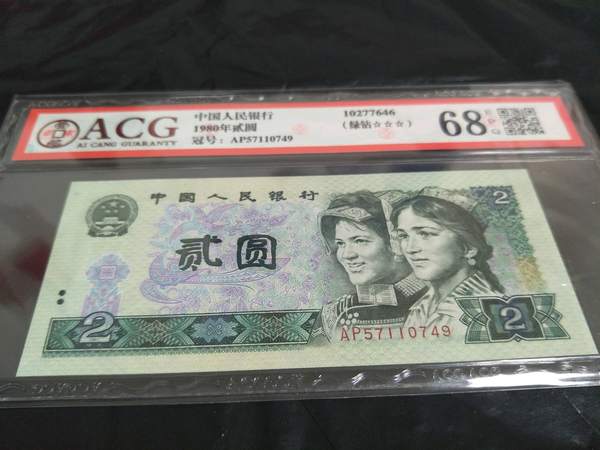 ACG
AI CANG GUARANTY
中国人民银行
1980年贰圆
冠号: AP57110749
10277646
(绿钻☆☆☆)
68
EPQ
中国人民银行
贰圆
2
AP57110749
2
2